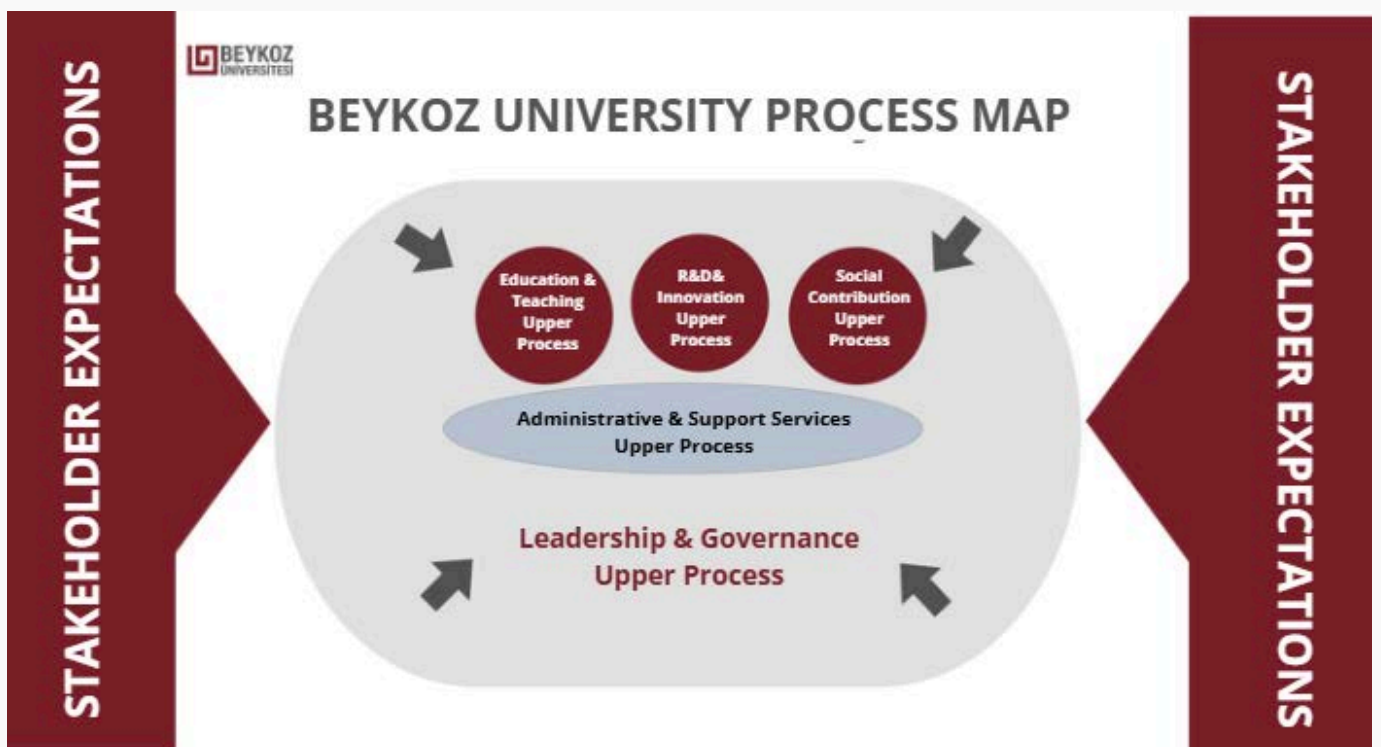 STAKEHOLDER EXPECTATIONS
BEYKOZ
ÜNİVERSİTESİ
BEYKOZ UNIVERSITY PROCESS MAP
Education &
Teaching
Upper
Process
R&D&
Innovation
Upper
Process
Social
Contribution
Upper
Process
Administrative & Support Services
Upper Process
Leadership & Governance
Upper Process
STAKEHOLDER EXPECTATIONS